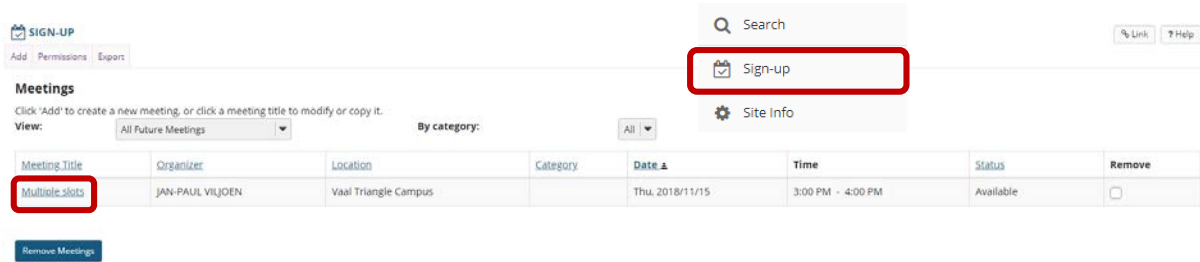 SIGN-UP
Link ? Help
Add Permissions Export
Search
Sign-up
Site Info
Meetings
Click 'Add' to create a new meeting, or click a meeting title to modify or copy it.
View: All Future Meetings By category: All
Meeting Title Organizer Location Category Date Time Status Remove
Multiple slots JAN-PAUL VILJOEN Vaal Triangle Campus Thu, 2018/11/15 3:00 PM - 4:00 PM Available
Remove Meetings